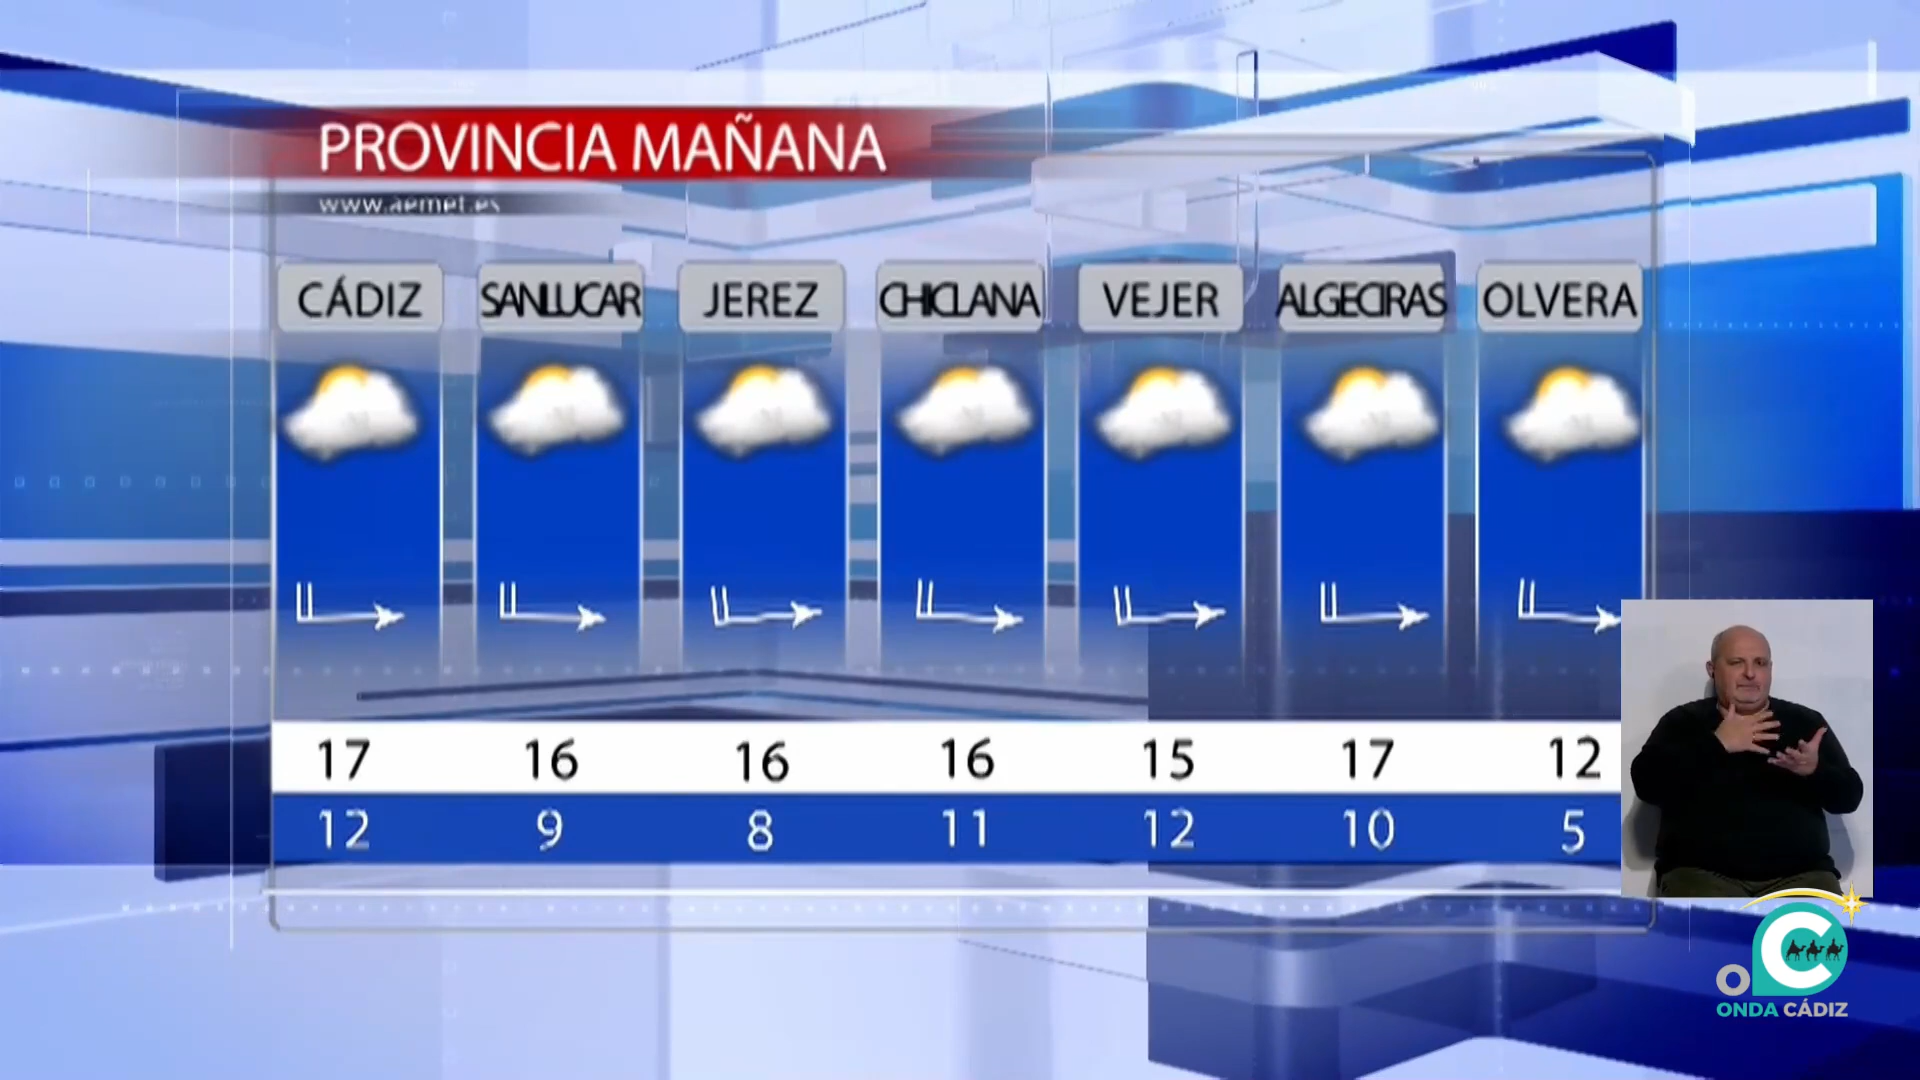 PROVINCIA MAÑANA
www.aemet.es
CÁDIZ SANLUCAR JEREZ CHICLANA VEJER ALGECIRAS OLVERA
17 16 16 16 15 17 12
12 9 8 11 12 10 5
OC
ONDA CÁDIZ